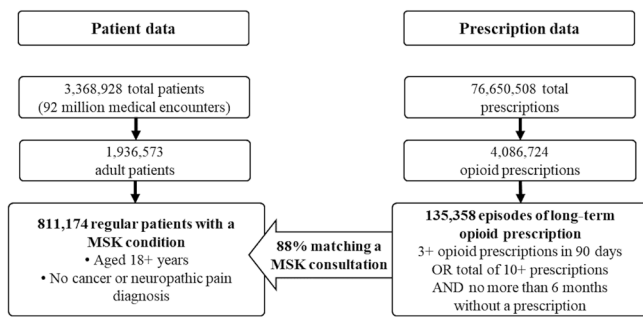 Patient data
Prescription data
3,368,928 total patients
(92 million medical encounters)
76,650,508 total
prescriptions
1,936,573
adult patients
4,086,724
opioid prescriptions
811,174 regular patients with a
MSK condition
• Aged 18+ years
• No cancer or neuropathic pain
diagnosis
88% matching a
MSK consultation
135,358 episodes of long-term
opioid prescription
3+ opioid prescriptions in 90 days
OR total of 10+ prescriptions
AND no more than 6 months
without a prescription